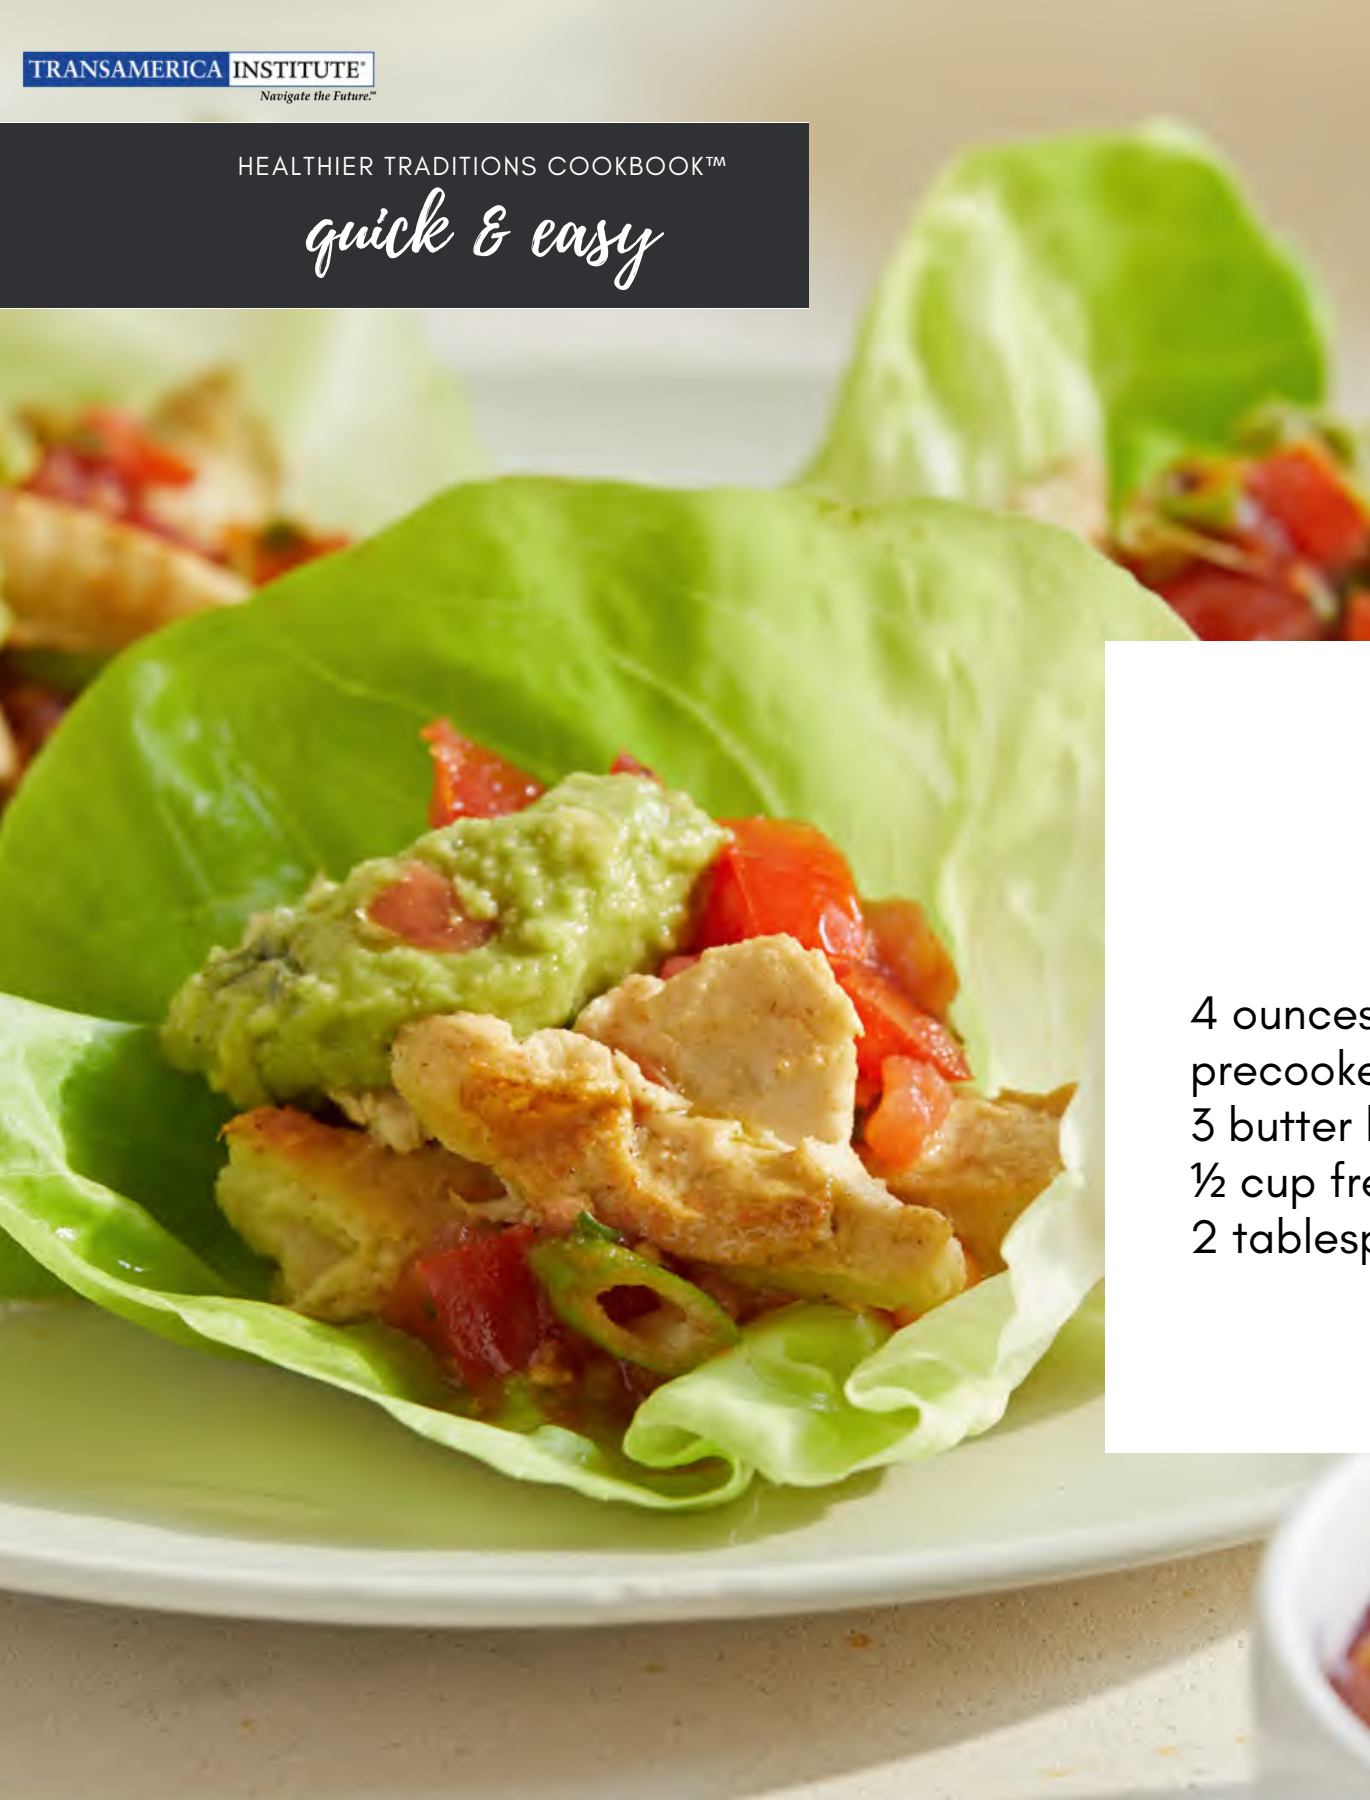 TRANSAMERICA INSTITUTE®
Navigate the Future.℠
HEALTHIER TRADITIONS COOKBOOK™
quick & easy
4 ounces
3 butter
½ cup
2